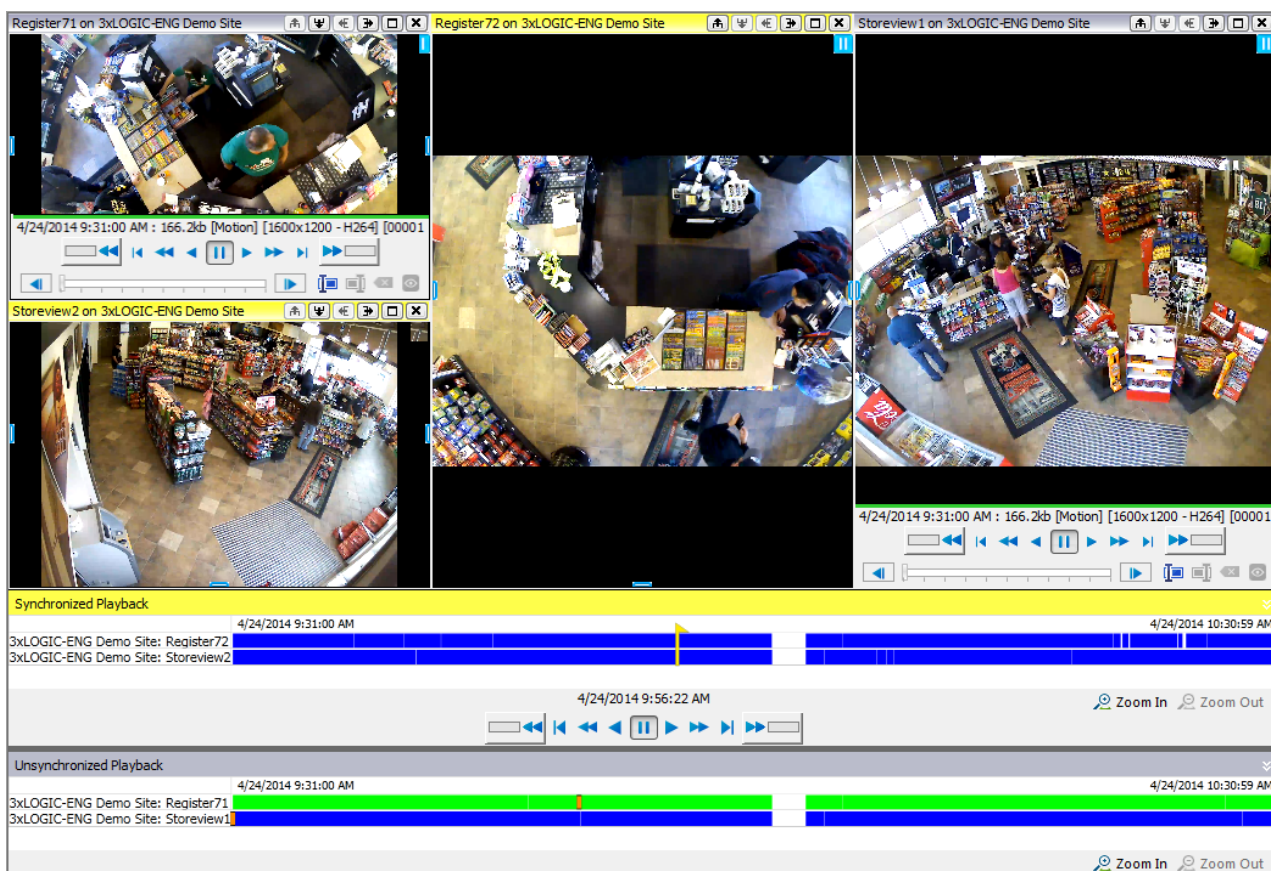 Register71 on 3xLOGIC-ENG Demo Site
Register72 on 3xLOGIC-ENG Demo Site
Storeview1 on 3xLOGIC-ENG Demo Site
4/24/2014 9:31:00 AM : 166.2kb [Motion] [1600x1200 - H264] [00001
Storeview2 on 3xLOGIC-ENG Demo Site
4/24/2014 9:31:00 AM : 166.2kb [Motion] [1600x1200 - H264] [00001
Synchronized Playback
4/24/2014 9:31:00 AM 4/24/2014 10:30:59 AM
3xLOGIC-ENG Demo Site: Register72
3xLOGIC-ENG Demo Site: Storeview2
4/24/2014 9:56:22 AM
Zoom In Zoom Out
Unsynchronized Playback
4/24/2014 9:31:00 AM 4/24/2014 10:30:59 AM
3xLOGIC-ENG Demo Site: Register71
3xLOGIC-ENG Demo Site: Storeview1
Zoom In Zoom Out